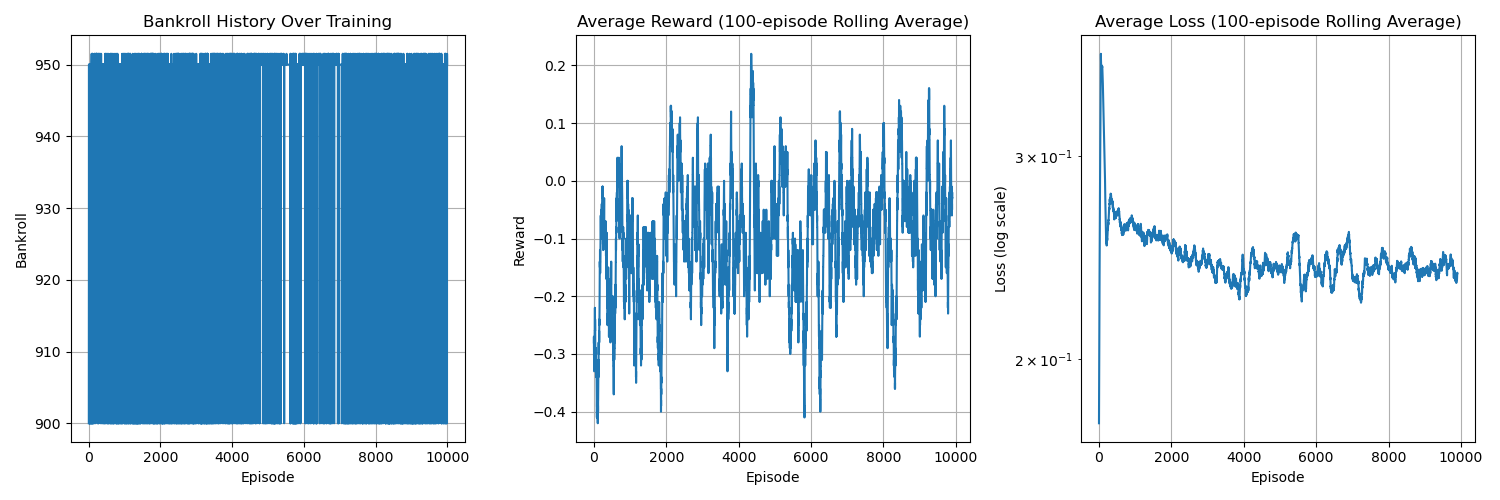 Bankroll History Over Training
Bankroll
950
940
930
920
910
900
0 2000 4000 6000 8000 10000
Episode
Average Reward (100-episode Rolling Average)
Reward
0.2
0.1
0.0
−0.1
−0.2
−0.3
−0.4
0 2000 4000 6000 8000 10000
Episode
Average Loss (100-episode Rolling Average)
Loss (log scale)
3 × 10⁻¹
2 × 10⁻¹
0 2000 4000 6000 8000 10000
Episode